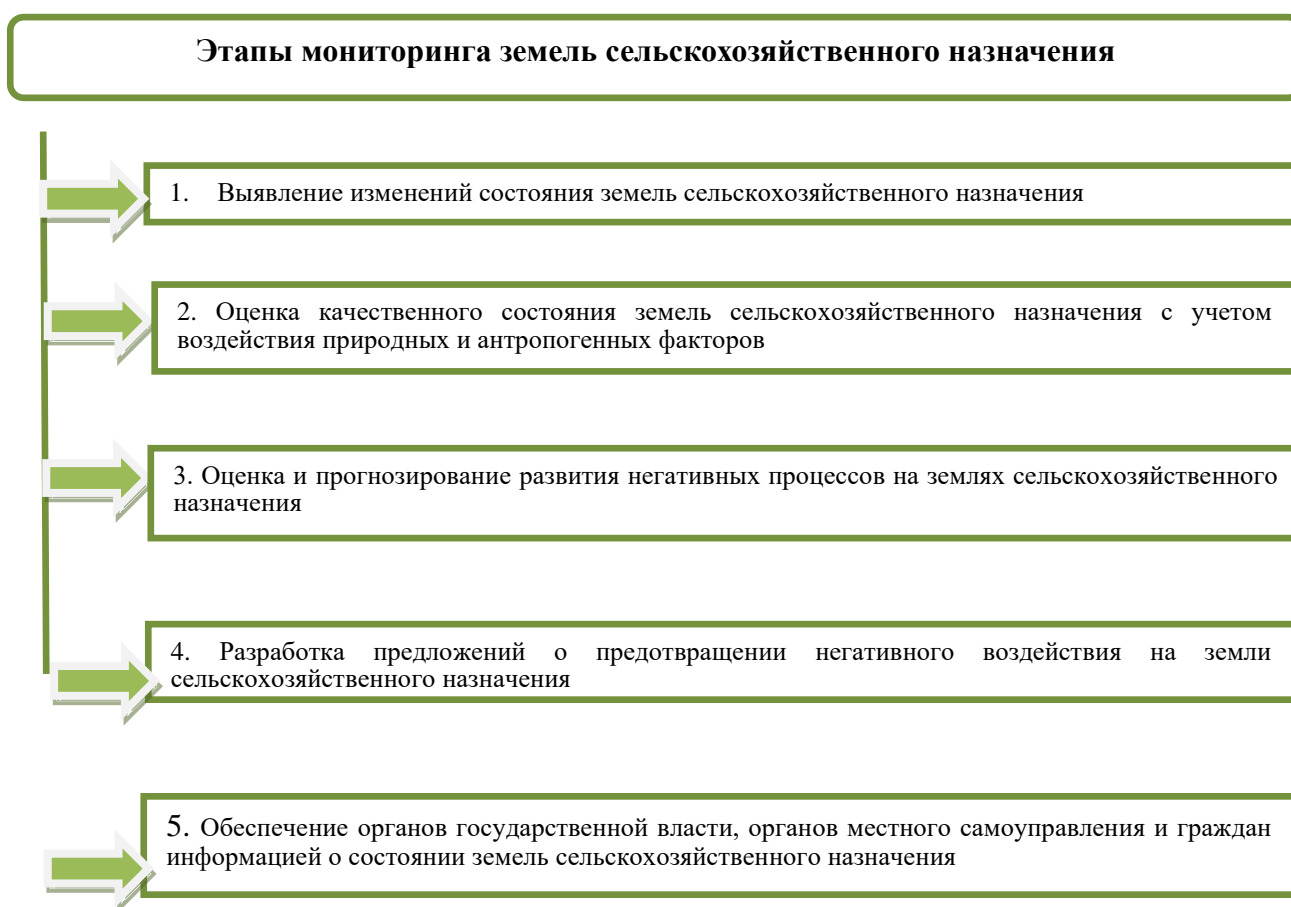 Этапы мониторинга земель сельскохозяйственного назначения
1. Выявление изменений состояния земель сельскохозяйственного назначения
2. Оценка качественного состояния земель сельскохозяйственного назначения с учетом
воздействия природных и антропогенных факторов
3. Оценка и прогнозирование развития негативных процессов на землях сельскохозяйственного
назначения
4. Разработка предложений о предотвращении негативного воздействия на земли
сельскохозяйственного назначения
5. Обеспечение органов государственной власти, органов местного самоуправления и граждан
информацией о состоянии земель сельскохозяйственного назначения